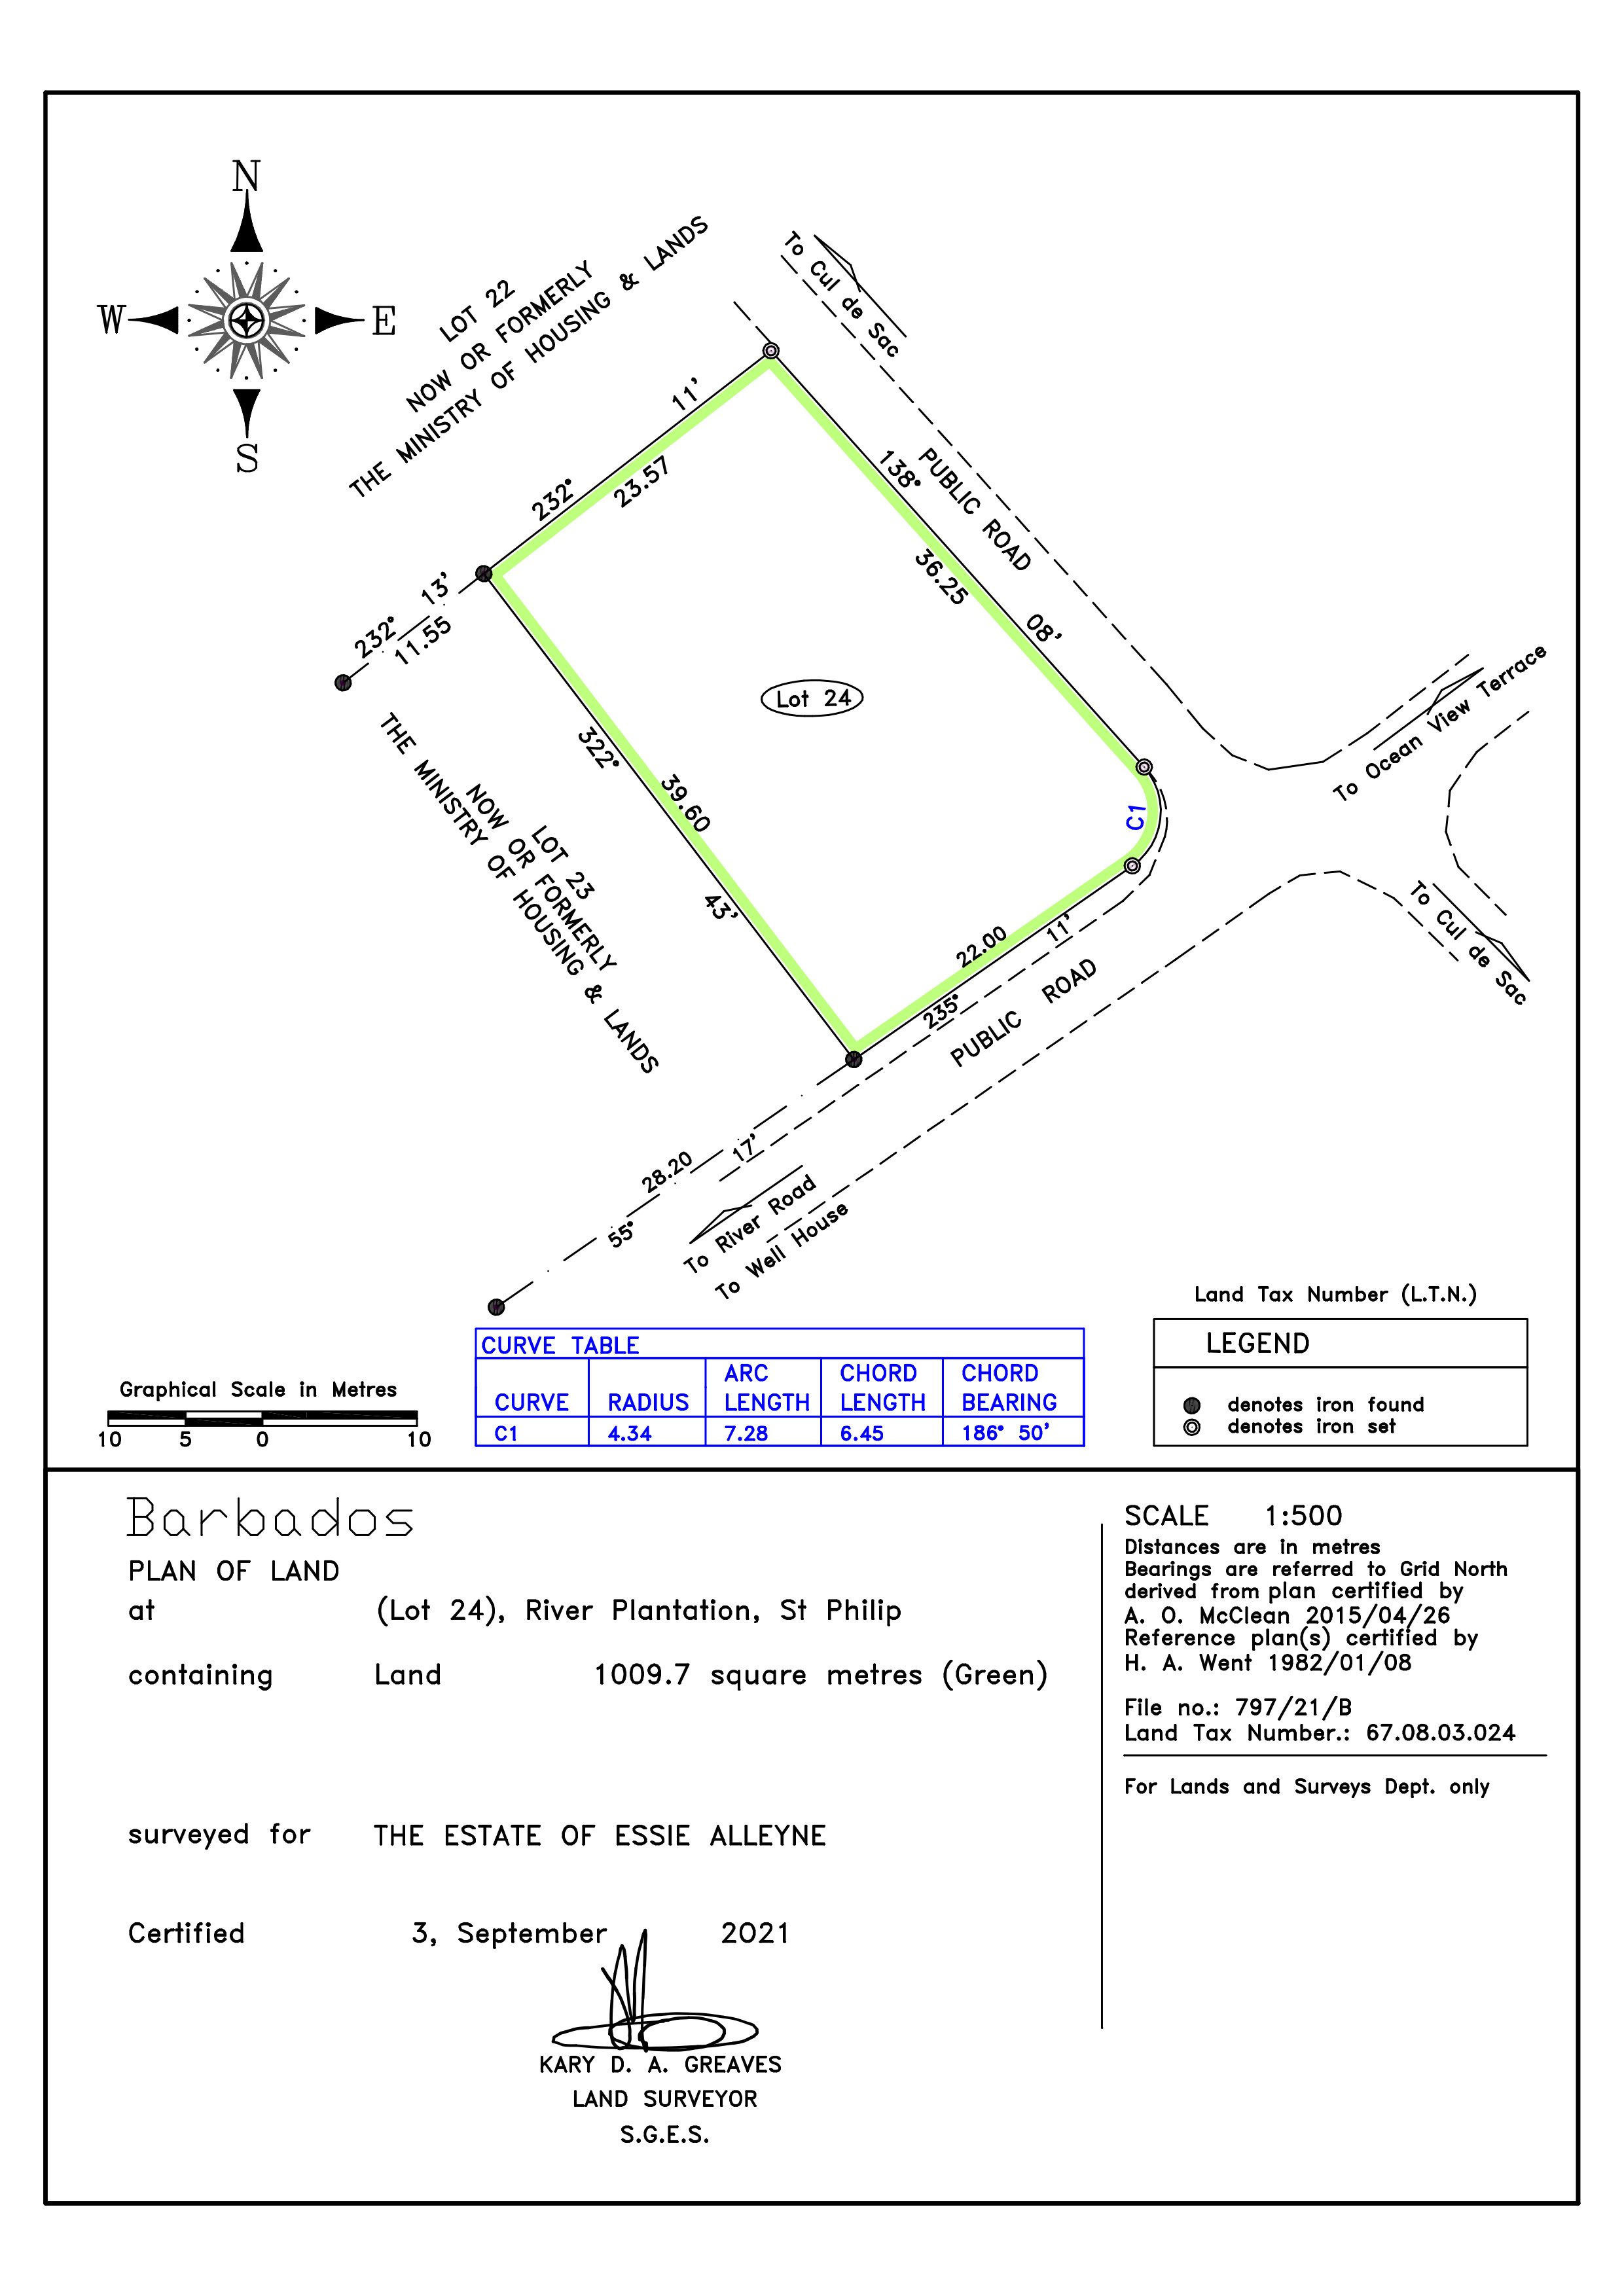 N
W
E
S
LOT 22
NOW OR FORMERLY
THE MINISTRY OF HOUSING & LANDS
To Cul de Sac
PUBLIC ROAD
232° 11'
23.57
138° 08'
36.25
232° 13'
11.55
Lot 24
322° 43'
39.60
C1
To Ocean View Terrace
LOT 23
NOW OR FORMERLY
THE MINISTRY OF HOUSING & LANDS
22.00
235° 11'
PUBLIC ROAD
To Cul de Sac
28.20
55° 17'
To River Road
To Well House
Graphical Scale in Metres
10 5 0 10
CURVE TABLE
CURVE RADIUS ARC LENGTH CHORD LENGTH CHORD BEARING
C1 4.34 7.28 6.45 186° 50'
Land Tax Number (L.T.N.)
LEGEND
denotes iron found
denotes iron set
Barbados
PLAN OF LAND
at (Lot 24), River Plantation, St Philip
containing Land 1009.7 square metres (Green)
surveyed for THE ESTATE OF ESSIE ALLEYNE
Certified 3, September 2021
KARY D. A. GREAVES
LAND SURVEYOR
S.G.E.S.
SCALE 1:500
Distances are in metres
Bearings are referred to Grid North
derived from plan certified by
A. O. McClean 2015/04/26
Reference plan(s) certified by
H. A. Went 1982/01/08
File no.: 797/21/B
Land Tax Number.: 67.08.03.024
For Lands and Surveys Dept. only